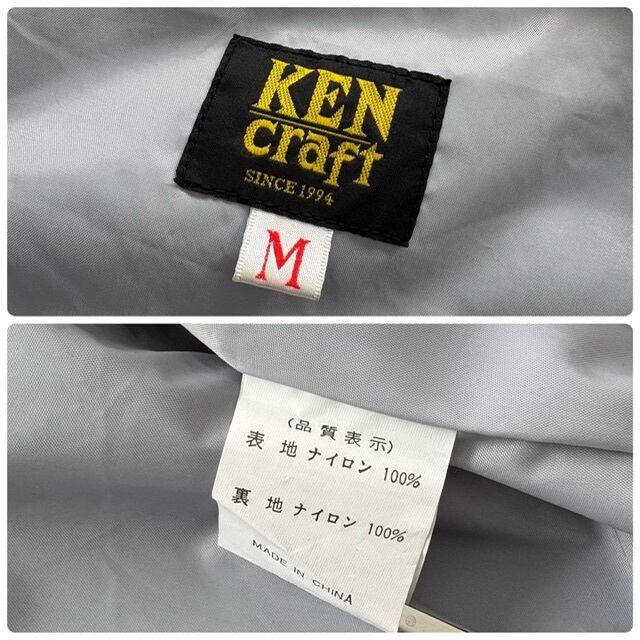 KEN
craft
SINCE 1994
M
(品質表示)
表 地 ナイロン 100%
裏 地 ナイロン 100%
MADE IN CHINA